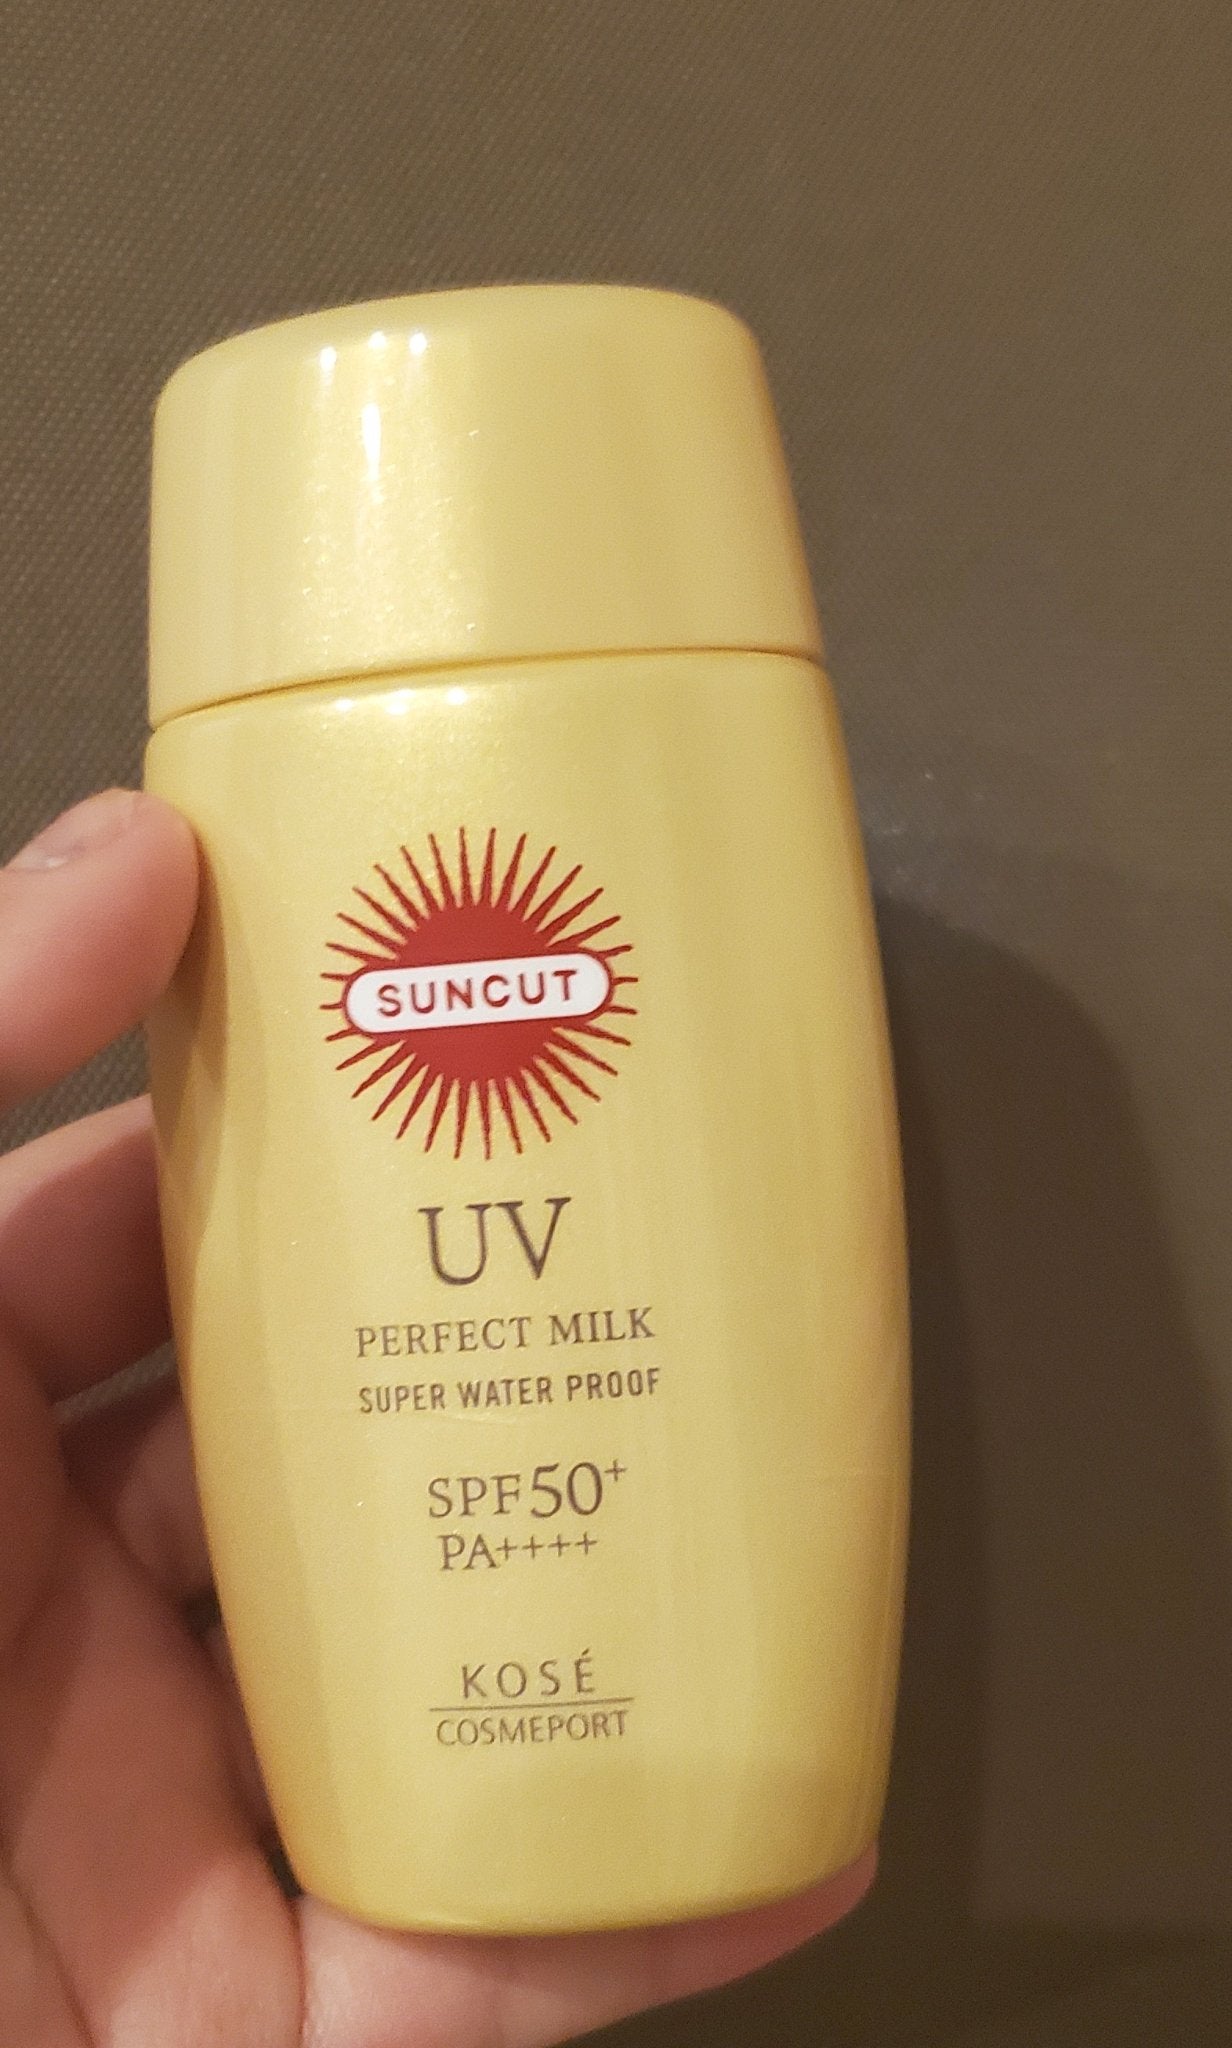 SUNCUT
UV
PERFECT MILK
SUPER WATER PROOF
SPF50+
PA++++
KOSÉ
COSMEPORT